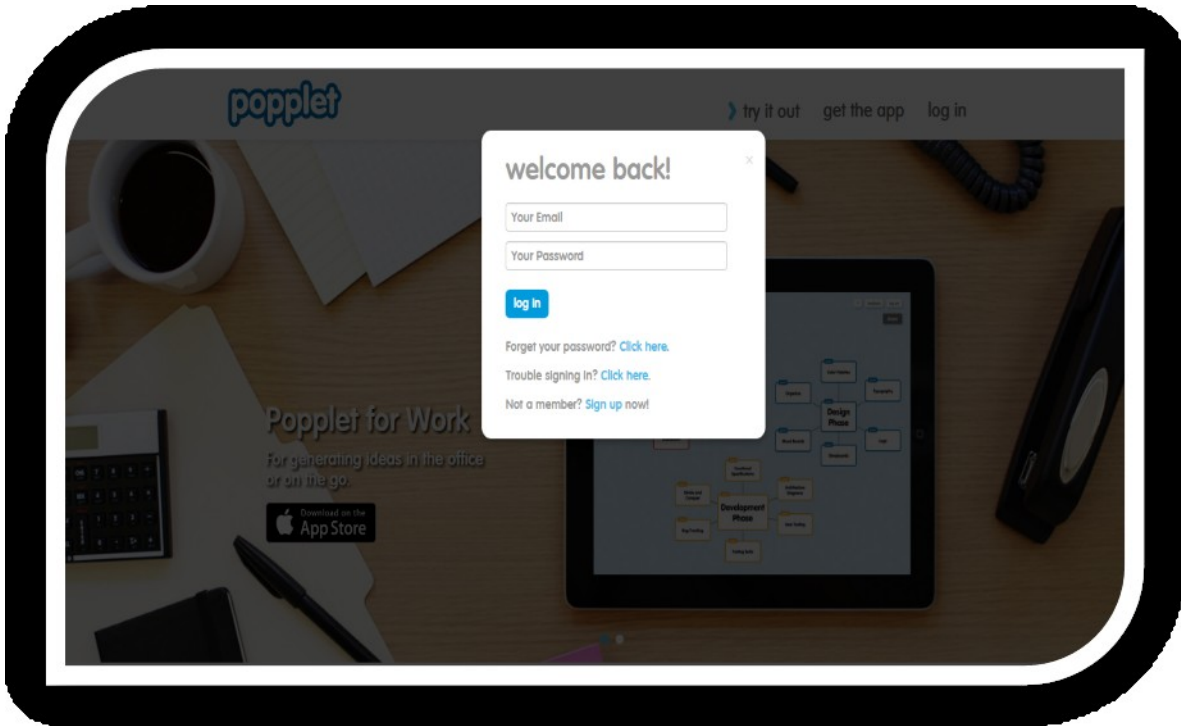 popplet
❯ try it out get the app log in
welcome back!
x
Your Email
Your Password
log in
Forget your password? Click here.
Trouble signing in? Click here.
Not a member? Sign up now!
Popplet for Work
For generating ideas in the office
or on the go.
Download on the
App Store
Design
Phase
Development
Phase